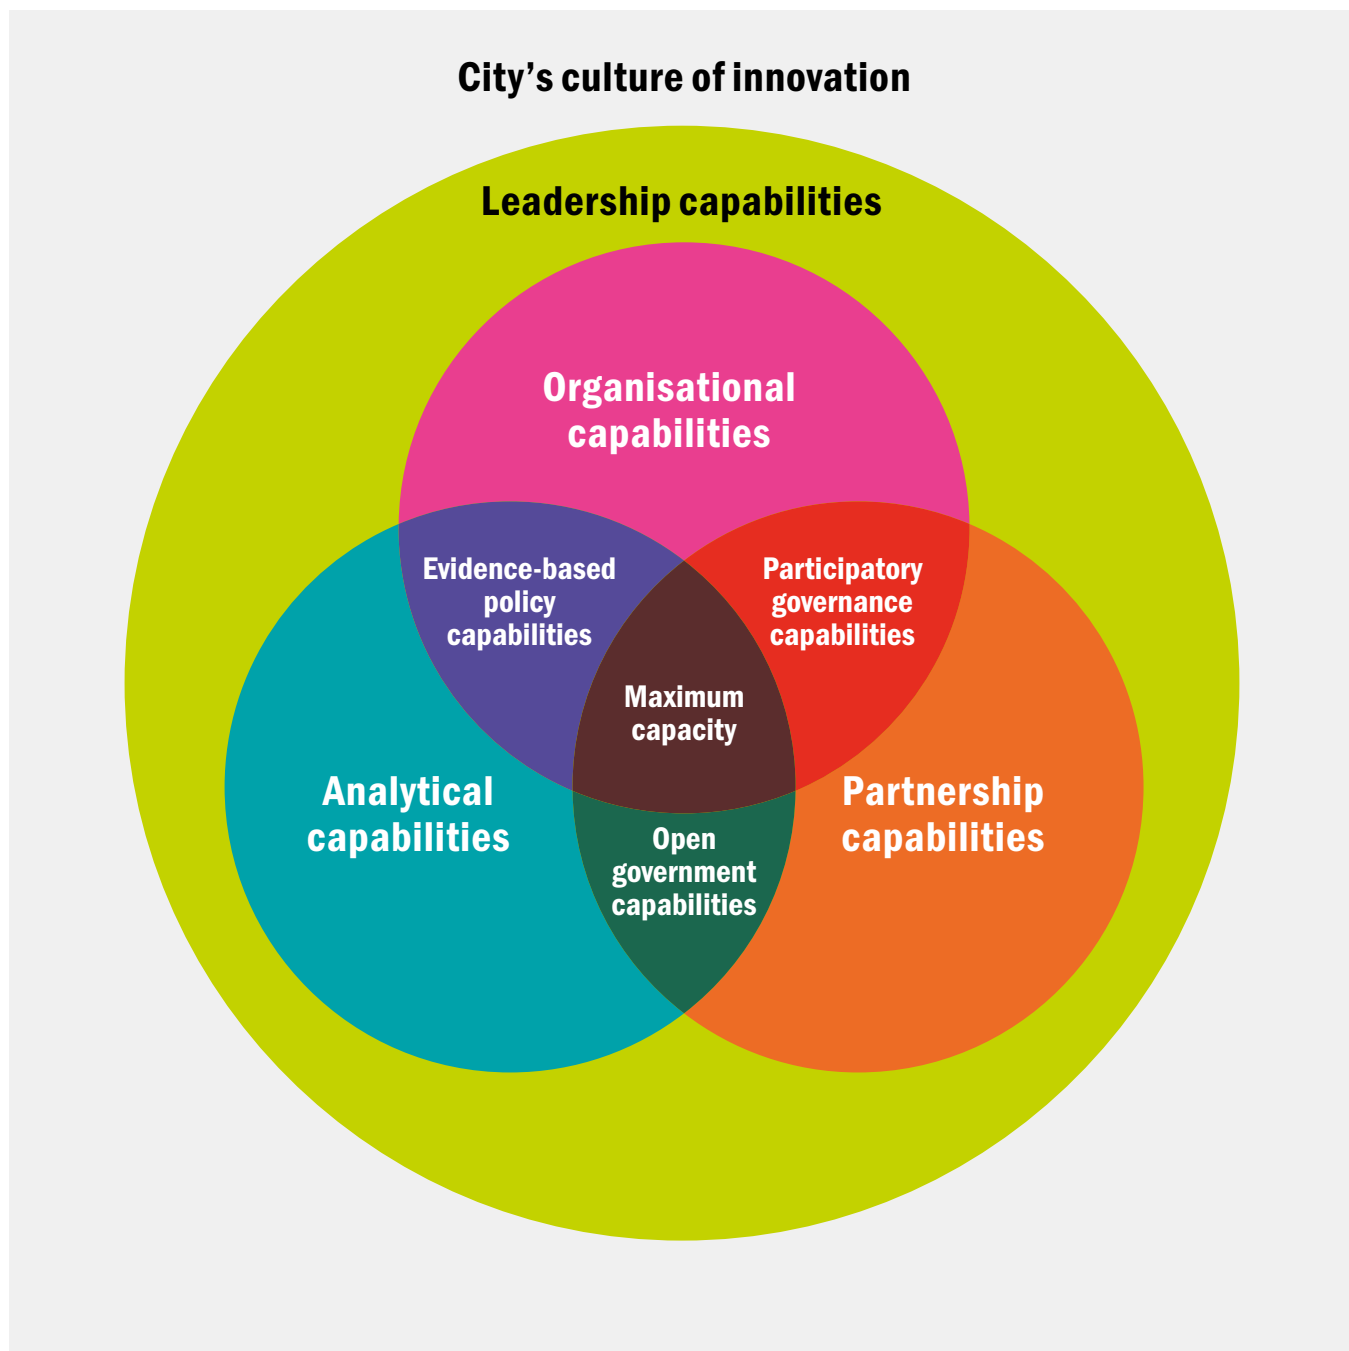 City’s culture of innovation
Leadership capabilities
Organisational
capabilities
Evidence-based
policy
capabilities
Participatory
governance
capabilities
Maximum
capacity
Analytical
capabilities
Partnership
capabilities
Open
government
capabilities